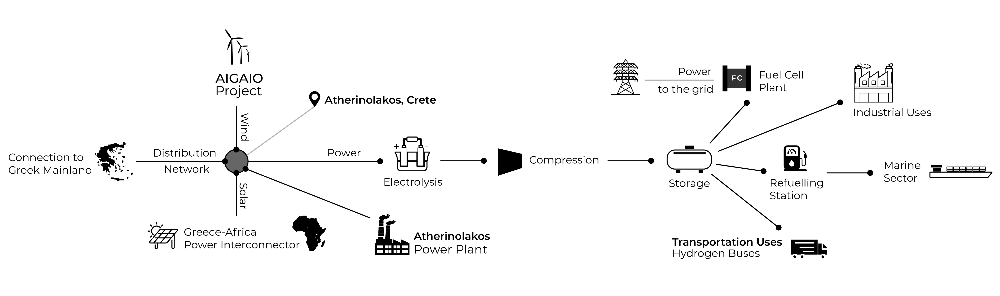 AIGAIO
Project
Wind
Atherinolakos, Crete
Connection to
Greek Mainland
Distribution
Network
Power
+ -
Electrolysis
Solar
Greece-Africa
Power Interconnector
Atherinolakos
Power Plant
Compression
Storage
Power
to the grid
FC
Fuel Cell
Plant
Industrial Uses
Refuelling
Station
Marine
Sector
Transportation Uses
Hydrogen Buses